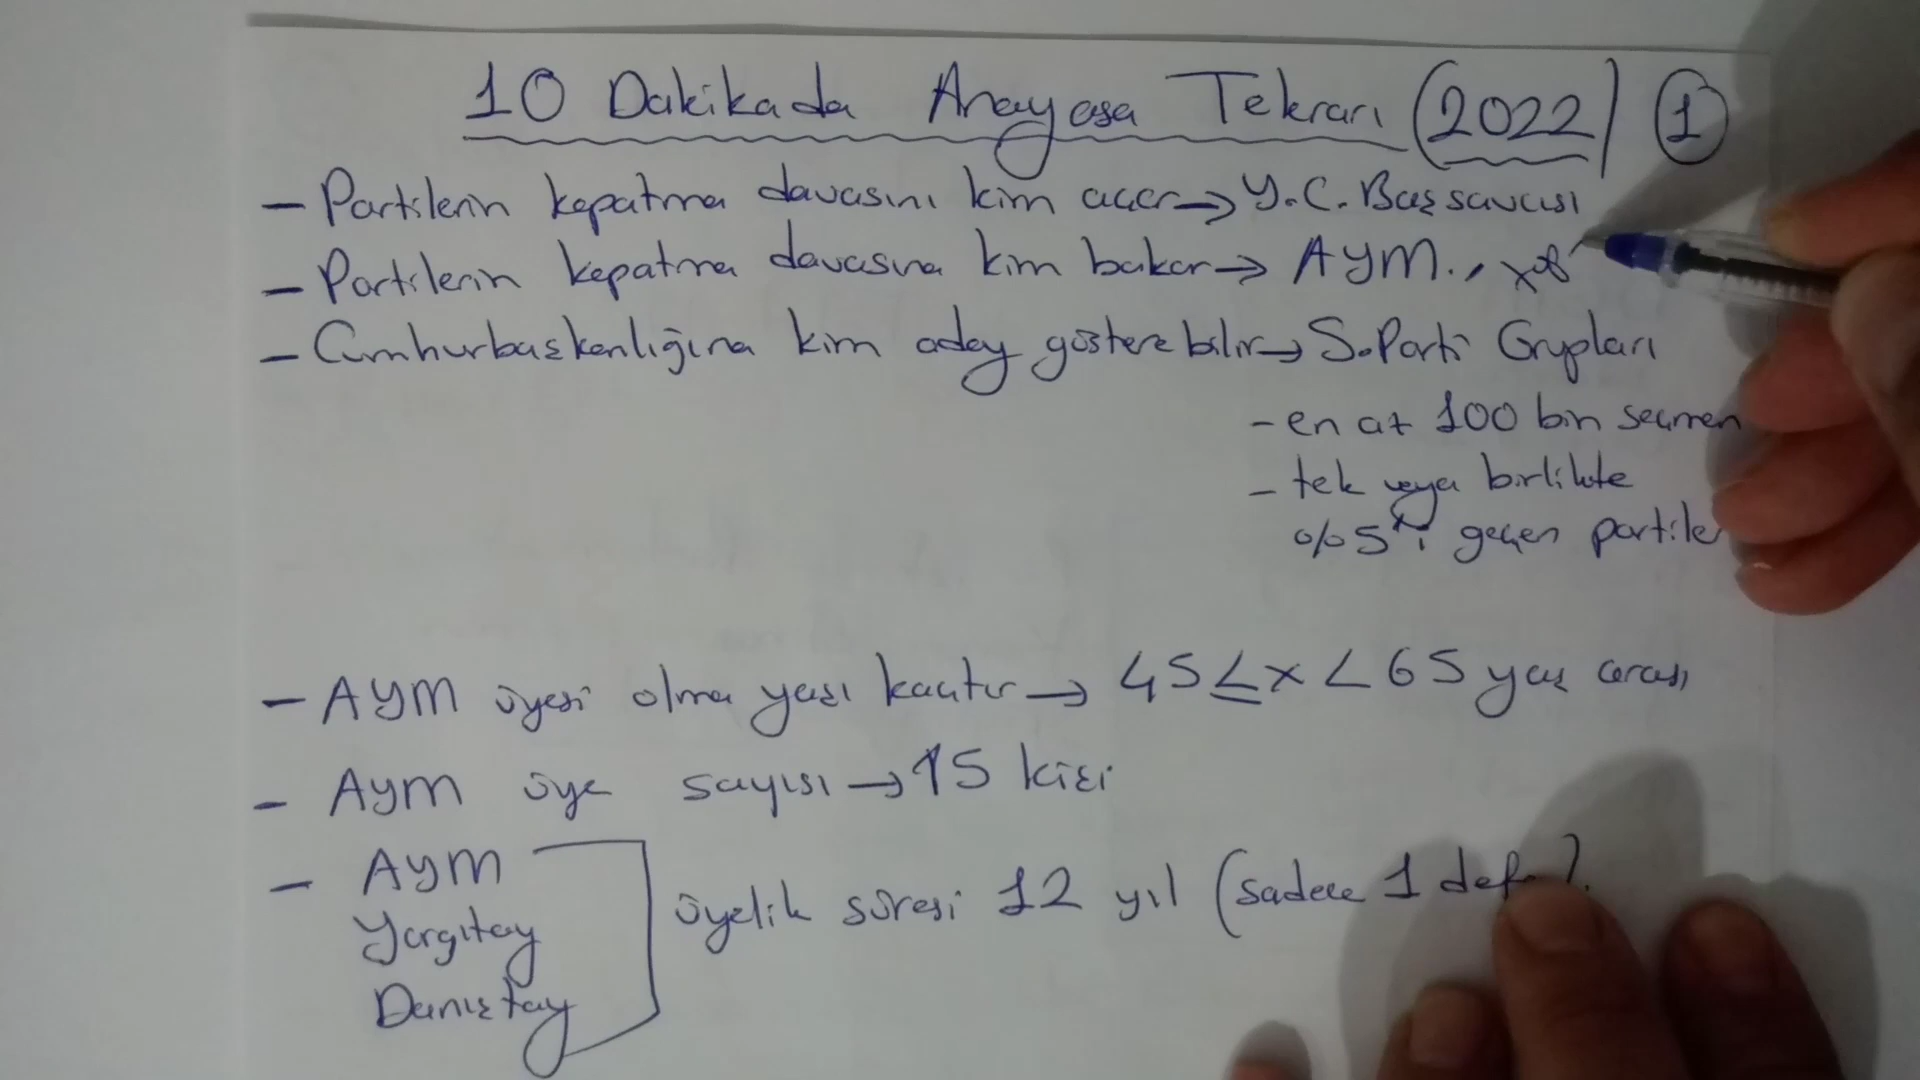 10 Dakikada Anayasa Tekrarı (2022) 1
- Partilerin kapatma davasını kim açar → Y.C. Başsavcısı
- Partilerin kapatma davasına kim bakar → AYM.,
- Cumhurbaşkanlığına kim aday gösterebilir → S.Parti Grupları
- en az 100 bin seçmen
- tek veya birlikte
%5'i geçen partiler
- AYM üyesi olma yaşı kaçtır → 45 ≤ x < 65 yaş arası
- AYM üye sayısı → 15 kişi
- AYM
Yargıtay
Danıştay
üyelik süresi 12 yıl (sadece 1 defa)